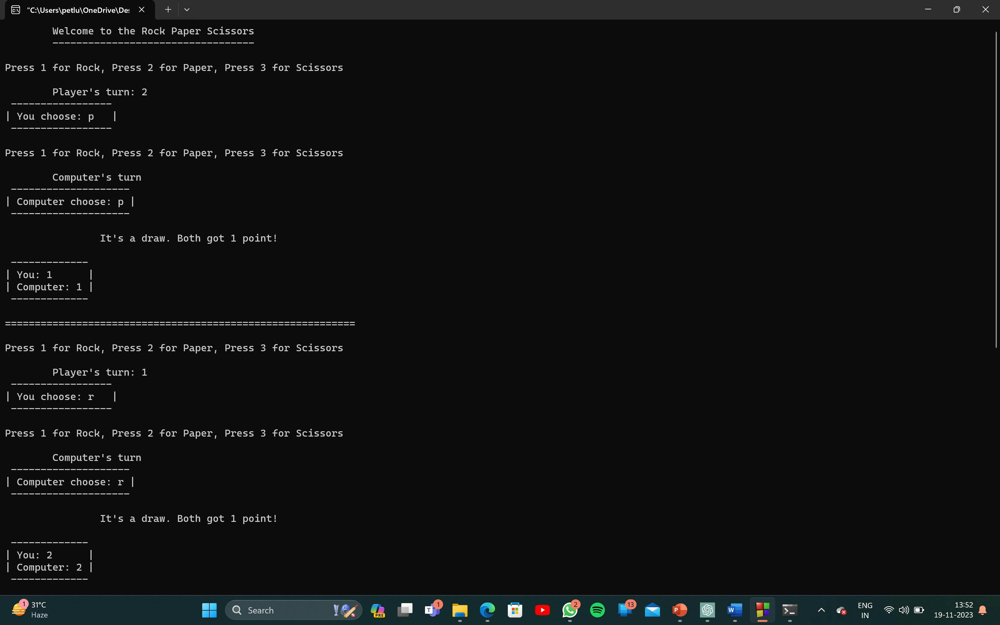 "C:\Users\petlu\OneDrive\Des
Welcome to the Rock Paper Scissors
----------------------------------
Press 1 for Rock, Press 2 for Paper, Press 3 for Scissors
Player's turn: 2
-----------------
| You choose: p   |
-----------------
Press 1 for Rock, Press 2 for Paper, Press 3 for Scissors
Computer's turn
--------------------
| Computer choose: p |
--------------------
It's a draw. Both got 1 point!
-------------
| You: 1      |
| Computer: 1 |
-------------
===========================================================
Press 1 for Rock, Press 2 for Paper, Press 3 for Scissors
Player's turn: 1
-----------------
| You choose: r   |
-----------------
Press 1 for Rock, Press 2 for Paper, Press 3 for Scissors
Computer's turn
--------------------
| Computer choose: r |
--------------------
It's a draw. Both got 1 point!
-------------
| You: 2      |
| Computer: 2 |
-------------
1 31°C
Haze
Search
PRE
T 1
2
13
P
W
ENG
IN
13:52
19-11-2023